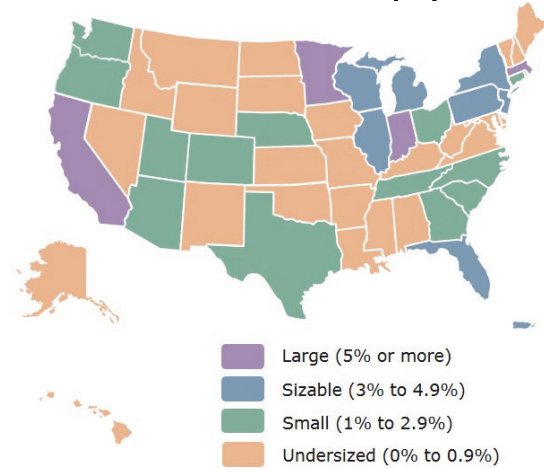 Large (5% or more)
Sizable (3% to 4.9%)
Small (1% to 2.9%)
Undersized (0% to 0.9%)